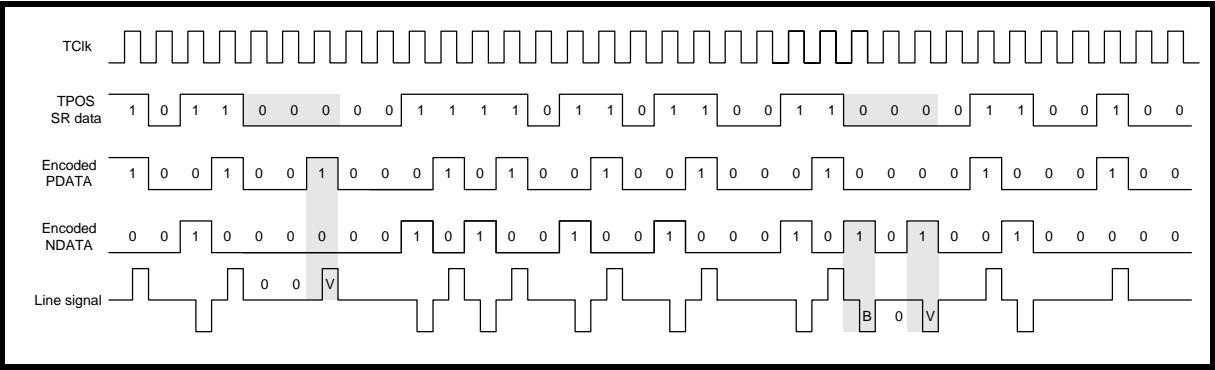 TClk
TPOS
SR data
1 0 1 1 0 0 0 0 0 1 1 1 1 0 1 1 0 1 1 0 0 1 1 0 0 0 0 1 1 0 0 1 0 0
Encoded
PDATA
1 0 0 1 0 0 1 0 0 0 1 0 1 0 0 1 0 0 1 0 0 0 1 0 0 0 0 1 0 0 0 1 0 0
Encoded
NDATA
0 0 1 0 0 0 0 0 0 1 0 1 0 0 1 0 0 1 0 0 0 1 0 1 0 1 0 0 1 0 0 0 0 0
Line signal
0 0 V
B 0 V